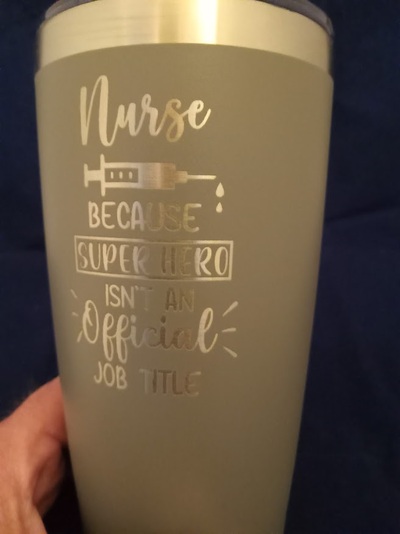 Nurse
BECAUSE
SUPER HERO
ISN'T AN
Official
JOB TITLE